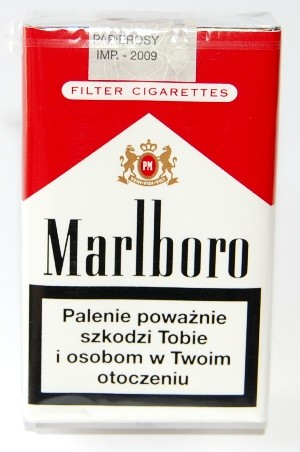 PAPIEROSY
IMP. - 2009
FILTER CIGARETTES
PM
Marlboro
Palenie poważnie
szkodzi Tobie
i osobom w Twoim
otoczeniu